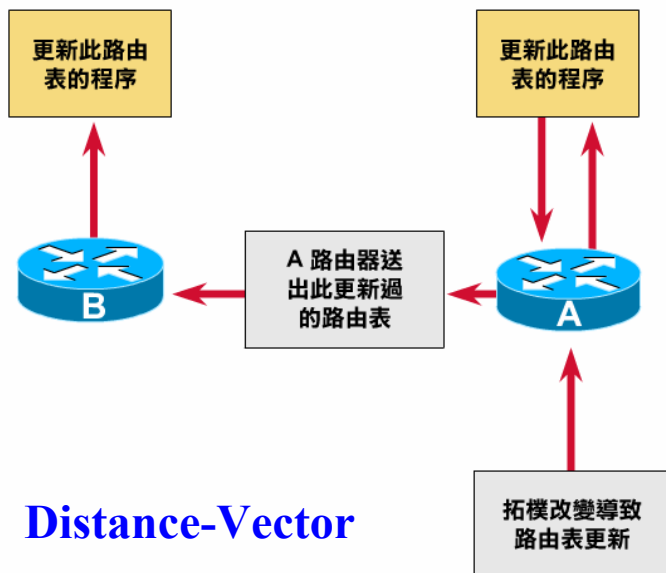 更新此路由
表的程序
更新此路由
表的程序
A 路由器送
出此更新過
的路由表
B
A
Distance-Vector
拓樸改變導致
路由表更新